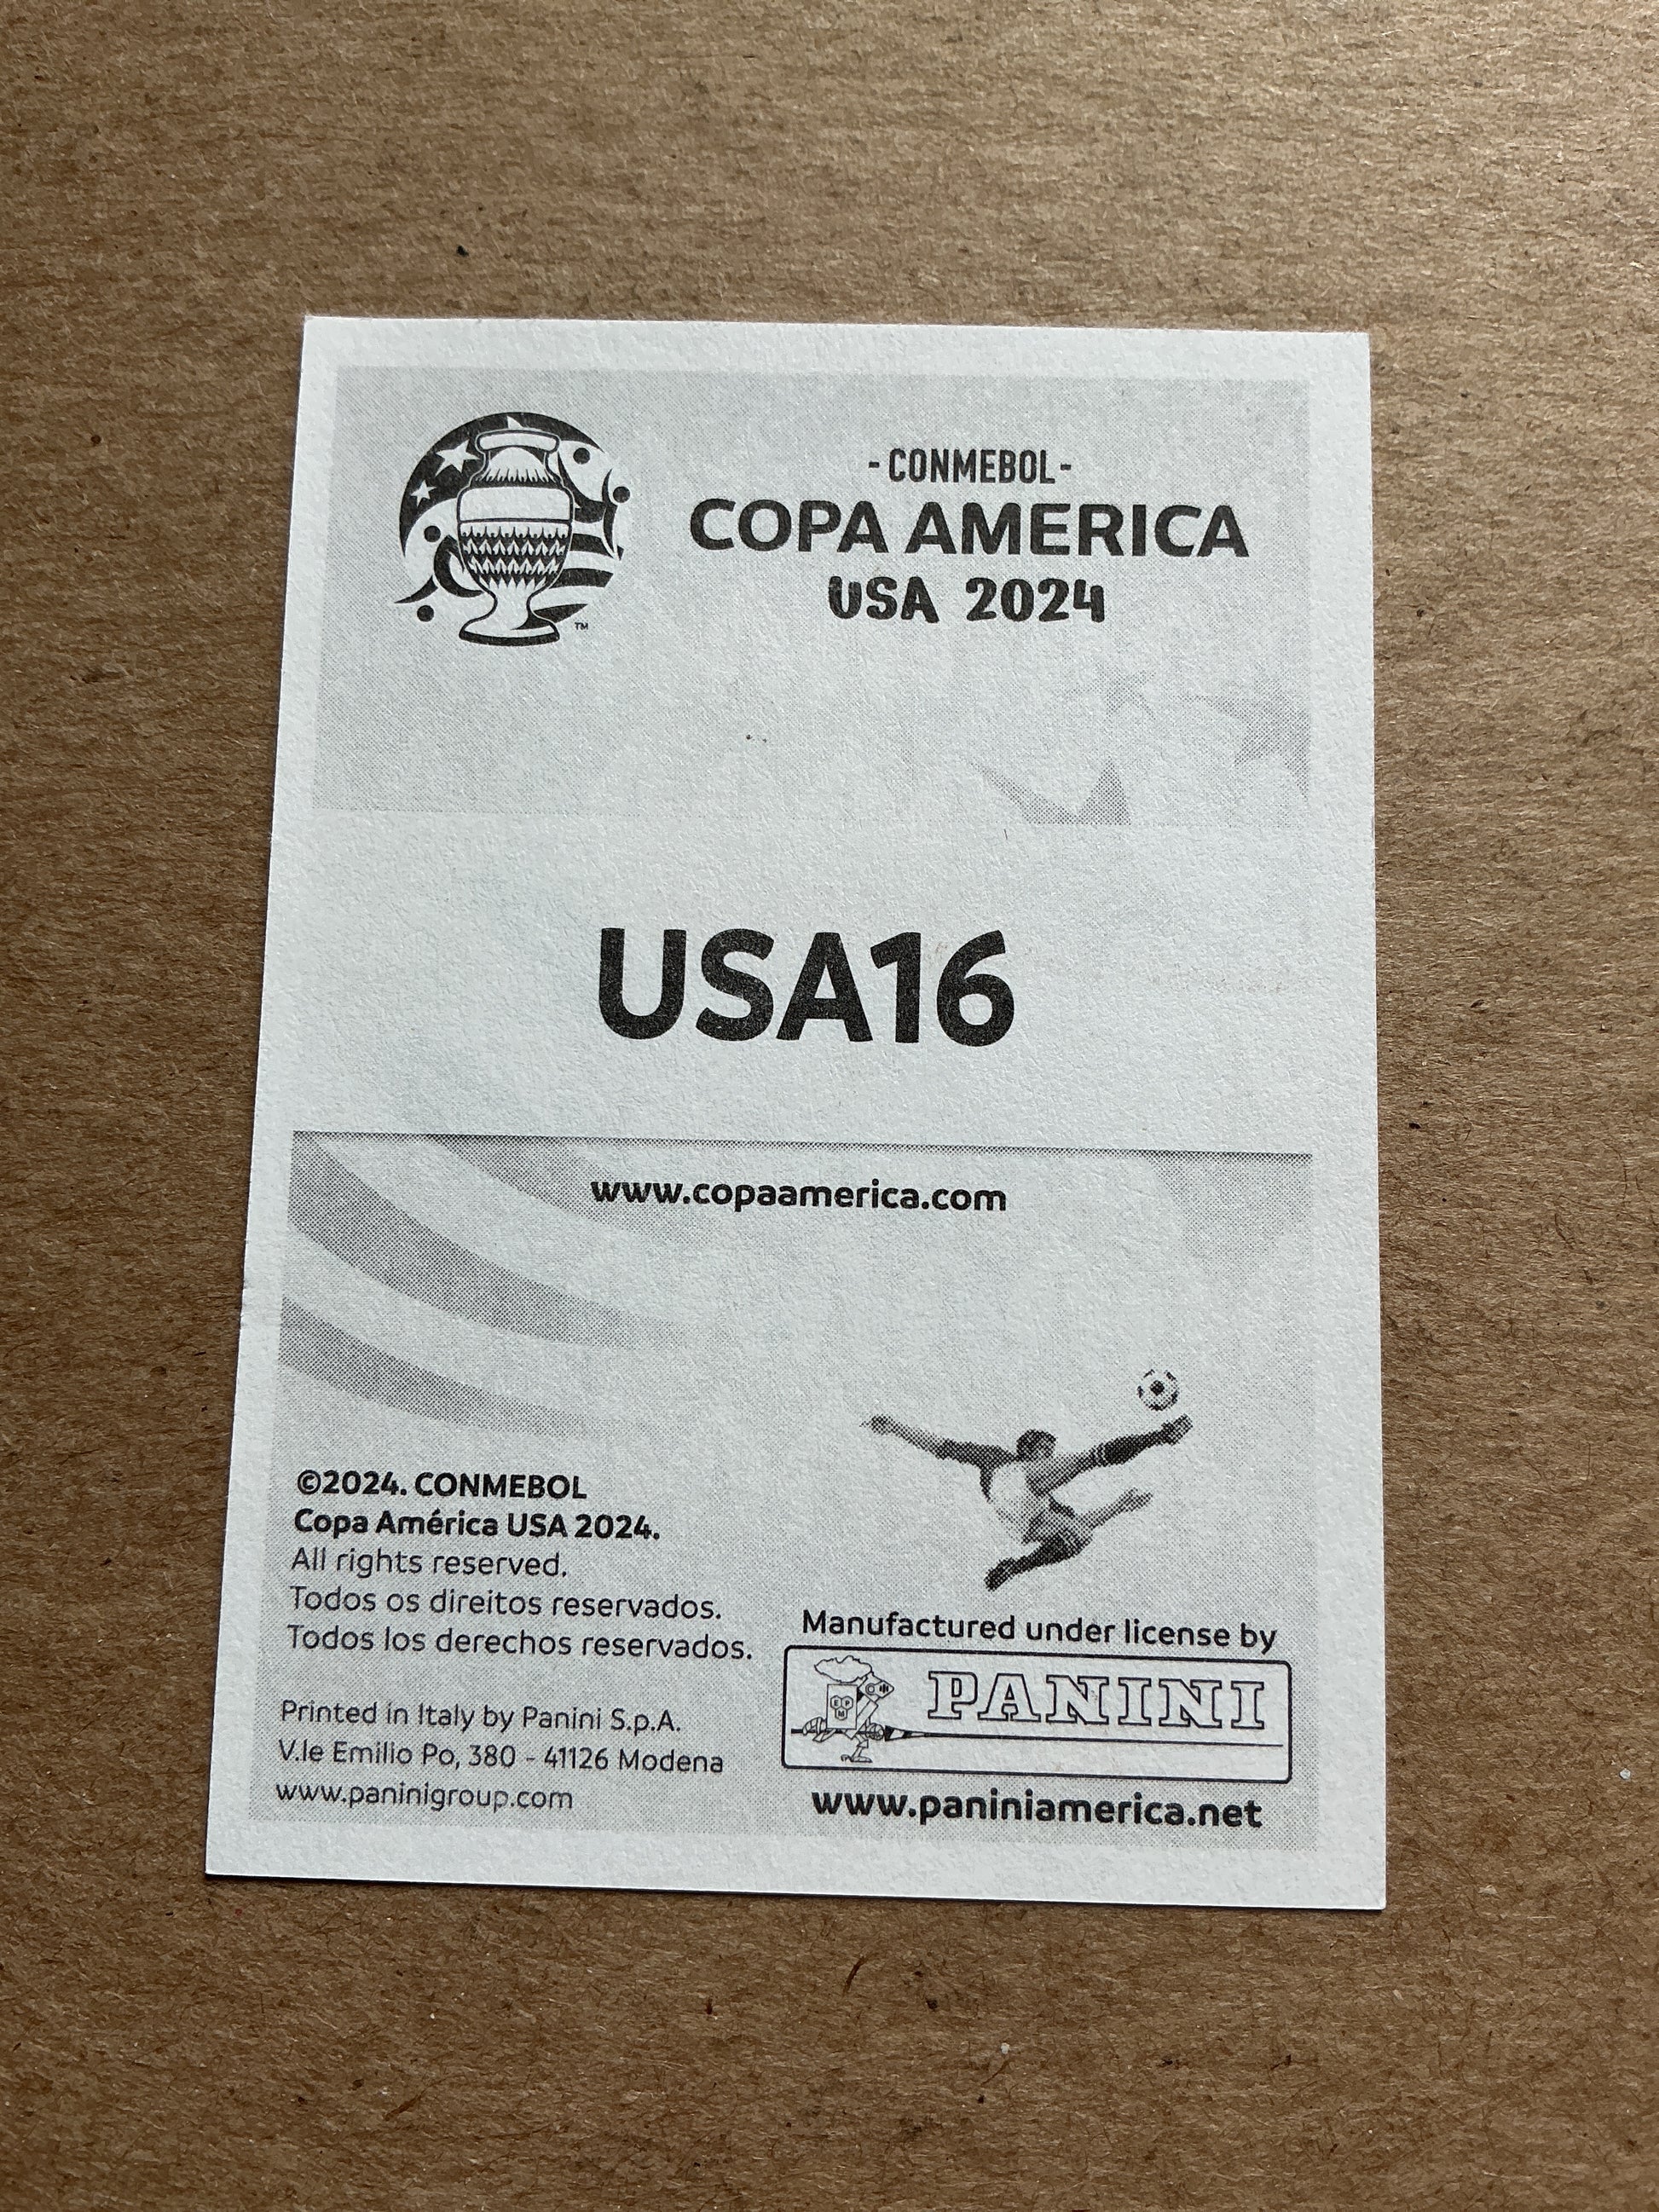 - CONMEBOL -
COPA AMERICA
USA 2024
TM
USA16
www.copaamerica.com
©2024. CONMEBOL
Copa América USA 2024.
All rights reserved.
Todos os direitos reservados.
Todos los derechos reservados.
Printed in Italy by Panini S.p.A.
V.le Emilio Po, 380 - 41126 Modena
www.paninigroup.com
Manufactured under license by
PANINI
www.paniniamerica.net